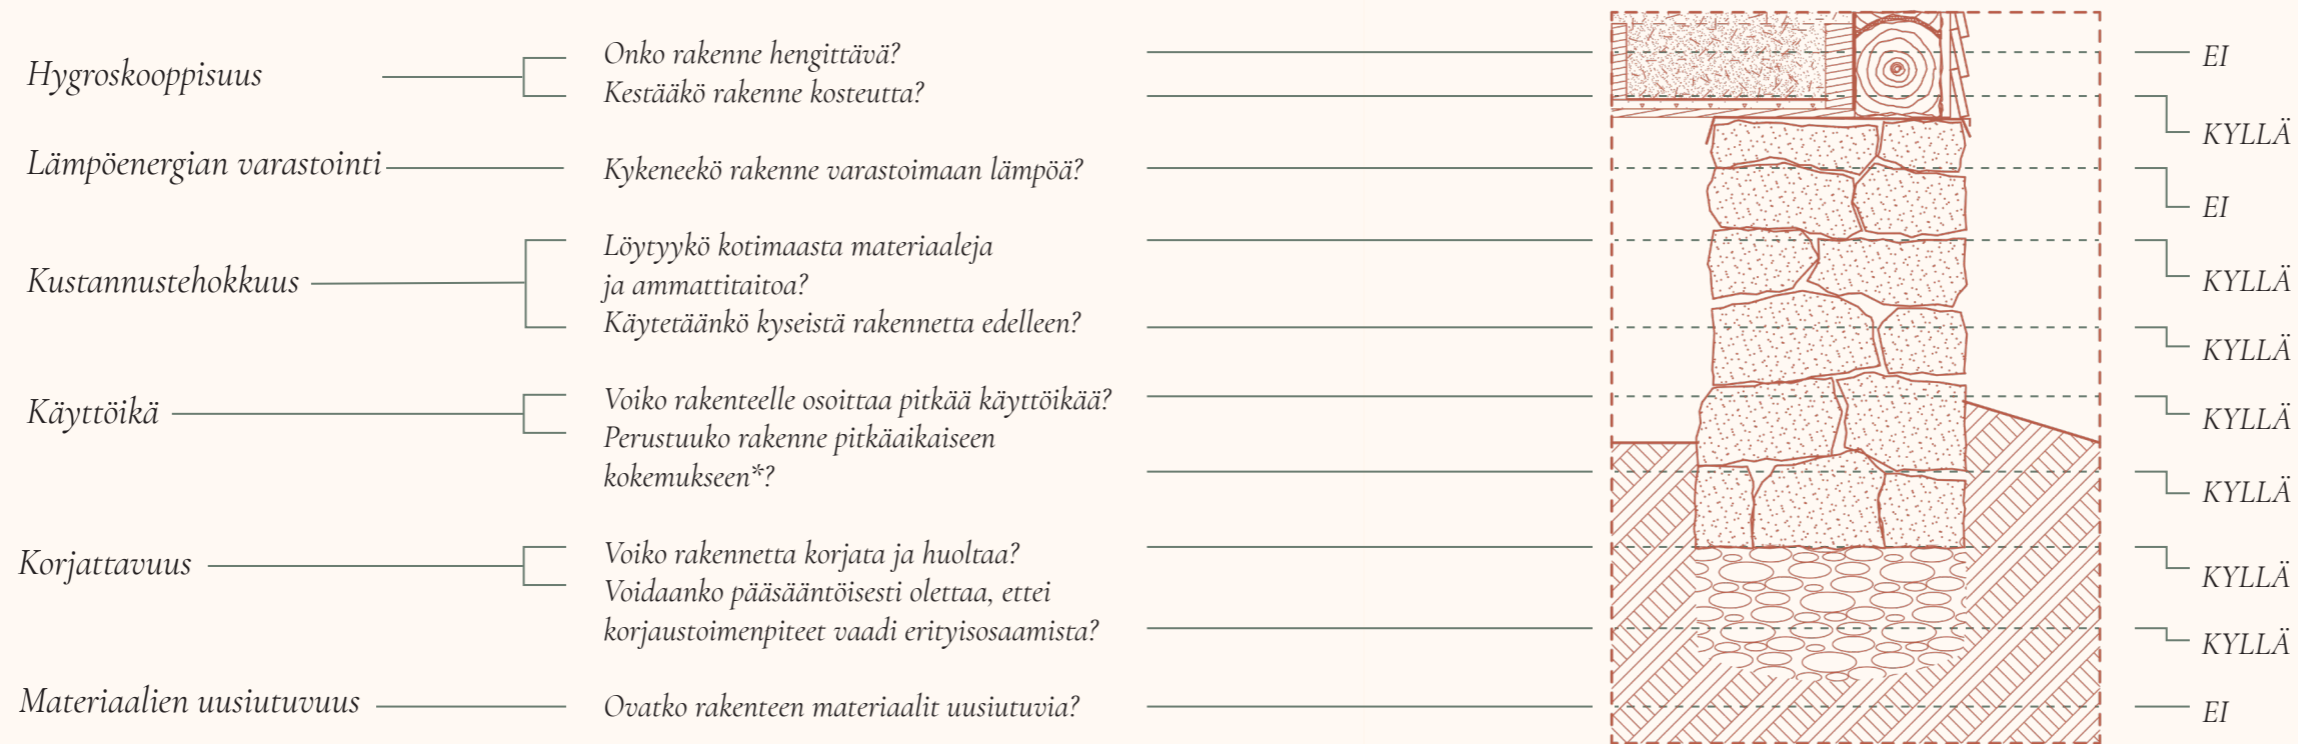 Hygroskooppisuus
Onko rakenne hengittävä?
EI
Kestääkö rakenne kosteutta?
KYLLÄ
Lämpöenergian varastointi
Kykeneekö rakenne varastoimaan lämpöä?
EI
Kustannustehokkuus
Löytyykö kotimaasta materiaaleja
ja ammattitaitoa?
KYLLÄ
Käytetäänkö kyseistä rakennetta edelleen?
KYLLÄ
Käyttöikä
Voiko rakenteelle osoittaa pitkää käyttöikää?
KYLLÄ
Perustuuko rakenne pitkäaikaiseen
kokemukseen*?
KYLLÄ
Korjattavuus
Voiko rakennetta korjata ja huoltaa?
KYLLÄ
Voidaanko pääsääntöisesti olettaa, ettei
korjaustoimenpiteet vaadi erityisosaamista?
KYLLÄ
Materiaalien uusiutuvuus
Ovatko rakenteen materiaalit uusiutuvia?
EI